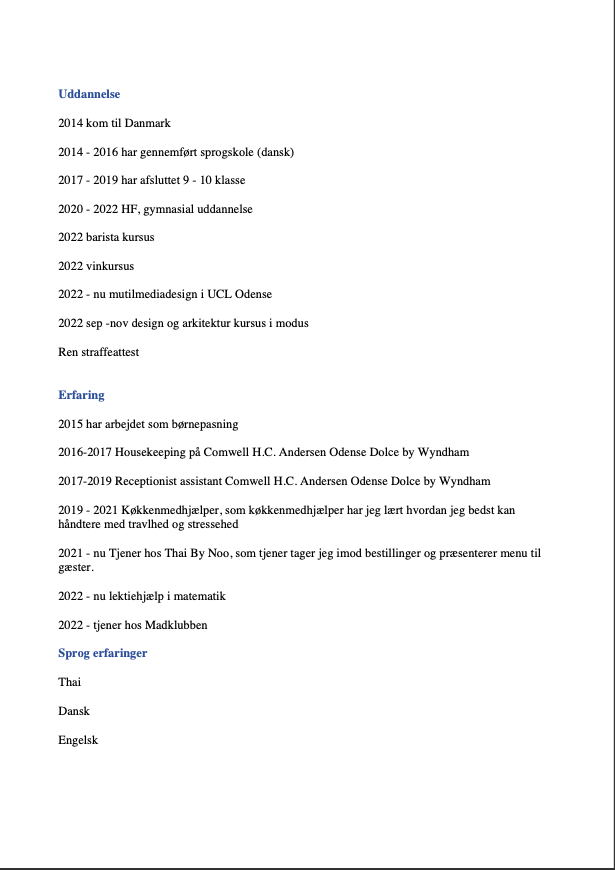 Uddannelse
2014 kom til Danmark
2014 - 2016 har gennemført sprogskole (dansk)
2017 - 2019 har afsluttet 9 - 10 klasse
2020 - 2022 HF, gymnasial uddannelse
2022 barista kursus
2022 vinkursus
2022 - nu mutilmediadesign i UCL Odense
2022 sep -nov design og arkitektur kursus i modus
Ren straffeattest
Erfaring
2015 har arbejdet som børnepasning
2016-2017 Housekeeping på Comwell H.C. Andersen Odense Dolce by Wyndham
2017-2019 Receptionist assistant Comwell H.C. Andersen Odense Dolce by Wyndham
2019 - 2021 Køkkenmedhjælper, som køkkenmedhjælper har jeg lært hvordan jeg bedst kan
håndtere med travlhed og stressehed
2021 - nu Tjener hos Thai By Noo, som tjener tager jeg imod bestillinger og præsenterer menu til
gæster.
2022 - nu lektiehjælp i matematik
2022 - tjener hos Madklubben
Sprog erfaringer
Thai
Dansk
Engelsk